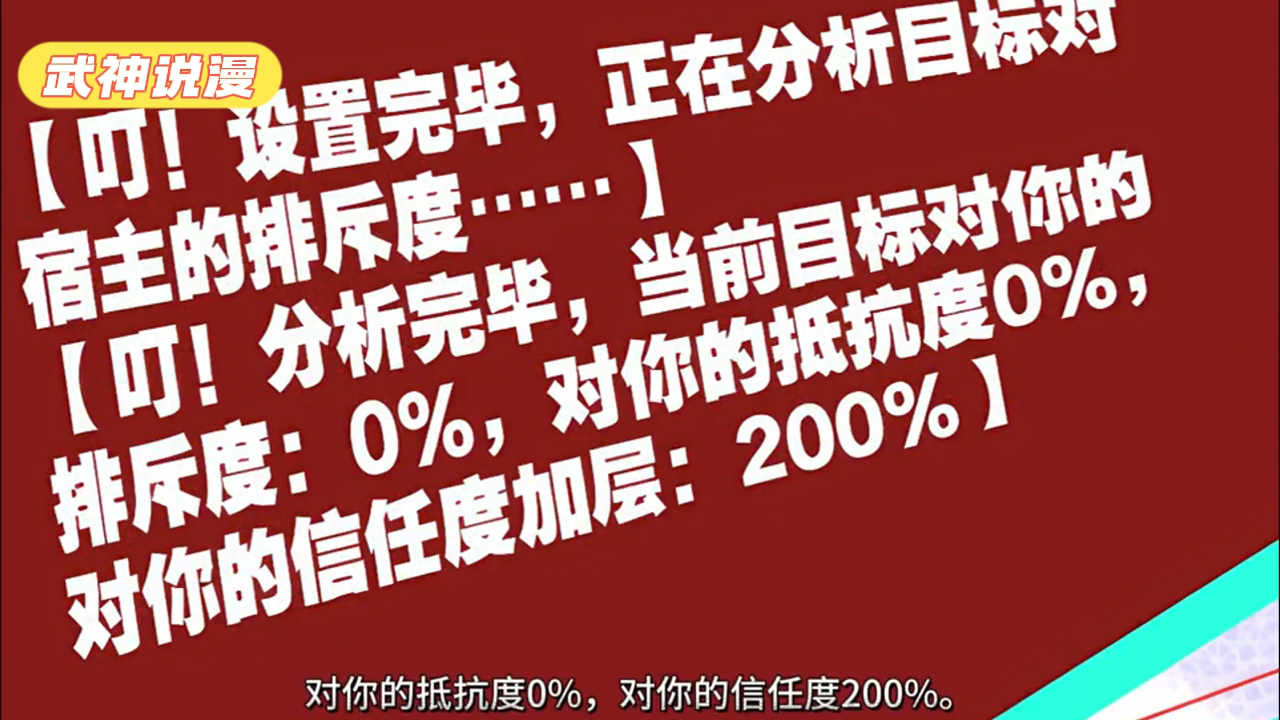 武神说漫
【叮！设置完毕，正在分析目标对
宿主的排斥度……】
【叮！分析完毕，当前目标对你的
排斥度：0%，对你的抵抗度0%，
对你的信任度加层：200%】
对你的抵抗度0%，对你的信任度200%。